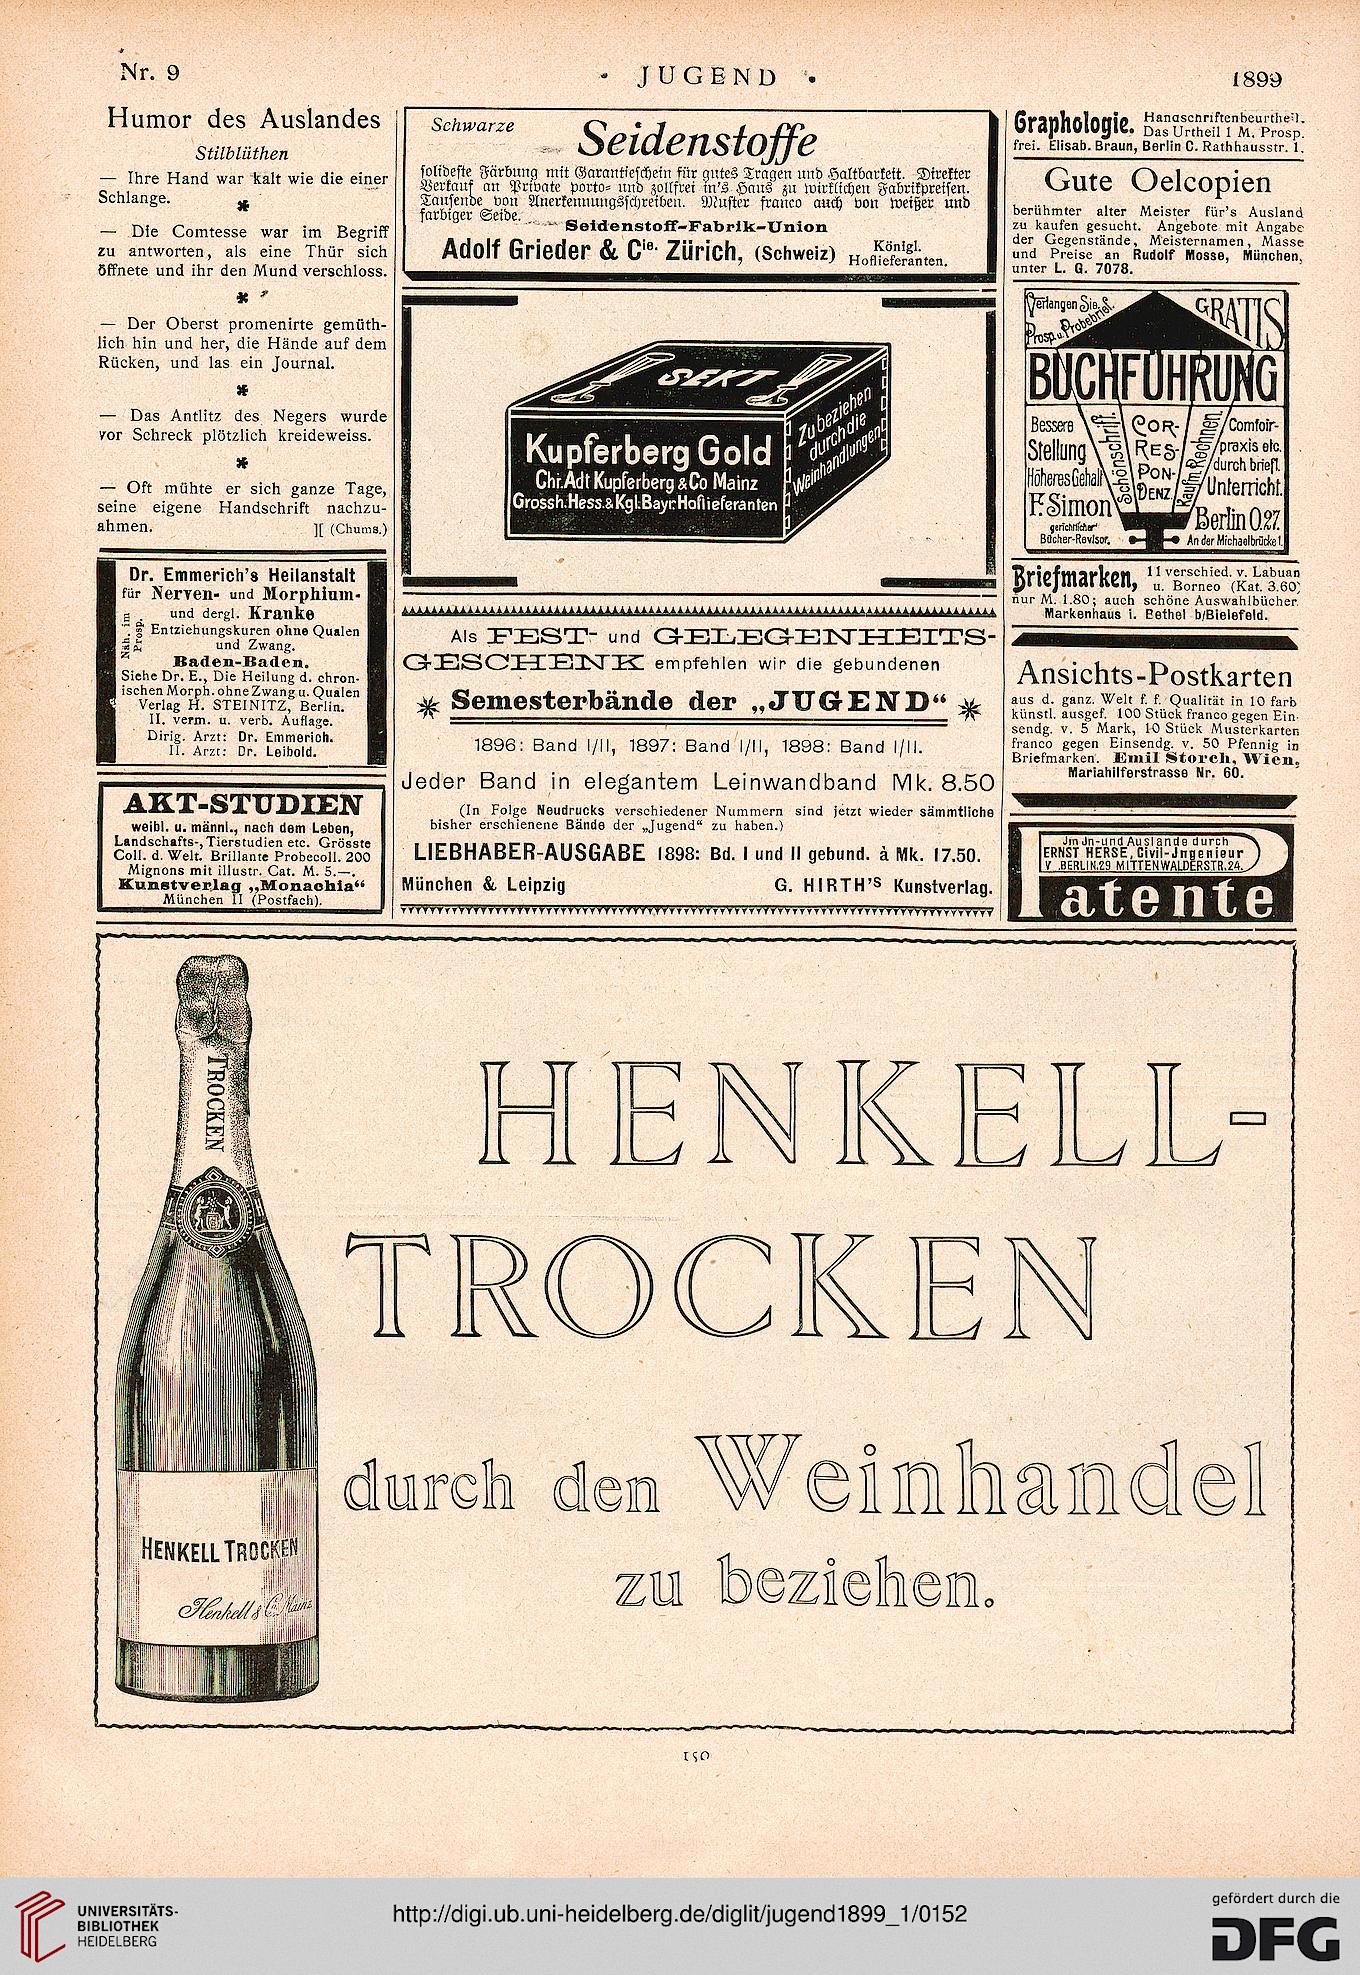 Nr. 9
JUGEND
1899
Humor des Auslandes
Stilblüthen
— Ihre Hand war kalt wie die einer
Schlange.
— Die Comtesse war im Begriff
zu antworten, als eine Thür sich
öffnete und ihr den Mund verschloss.
— Der Oberst promenirte gemüth-
lich hin und her, die Hände auf dem
Rücken, und las ein Journal.
— Das Antlitz des Negers wurde
vor Schreck plötzlich kreideweiss.
— Oft mühte er sich ganze Tage,
seine eigene Handschrift nachzu-
ahmen.
][ (Chums.)
Dr. Emmerich's Heilanstalt
für Nerven- und Morphium-
und dergl. Kranke
Entziehungskuren ohne Qualen
und Zwang.
Näh. im
Prosp.
Baden-Baden.
Siehe Dr. E., Die Heilung d. chron-
ischen Morph. ohne Zwang u. Qualen
Verlag H. STEINITZ, Berlin.
II. verm. u. verb. Auflage.
Dirig. Arzt: Dr. Emmerich.
II. Arzt: Dr. Leibold.
AKT-STUDIEN
weibl. u. männl., nach dem Leben,
Landschafts-, Tierstudien etc. Grösste
Coll. d. Welt. Brillante Probecoll. 200
Mignons mit illustr. Cat. M. 5.—.
Kunstverlag „Monachia“
München II (Postfach).
Schwarze
Seidenstoffe
solideste Färbung mit Garantieschein für gutes Tragen und Haltbarkeit. Direkter
Verkauf an Private porto- und zollfrei in's Haus zu wirklichen Fabrikpreisen.
Tausende von Anerkennungsschreiben. Muster franco auch von weißer und
farbiger Seide.
Seidenstoff-Fabrik-Union
Adolf Grieder & Cie. Zürich, (Schweiz)
Königl.
Hoflieferanten.
SEKT
Kupferberg Gold
Chr. Adt Kupferberg & Co Mainz
Grossh. Hess. & Kgl. Bayr. Hoflieferanten
Zu beziehen
durch die
Weinhandlungen
Als FEST- und GELEGENHEITS-
GESCHENK empfehlen wir die gebundenen
Semesterbände der „JUGEND“
1896: Band I/II, 1897: Band I/II, 1898: Band I/II.
Jeder Band in elegantem Leinwandband Mk. 8.50
(In Folge Neudrucks verschiedener Nummern sind jetzt wieder sämmtliche
bisher erschienene Bände der „Jugend“ zu haben.)
LIEBHABER-AUSGABE 1898: Bd. I und II gebund. à Mk. 17.50.
München & Leipzig
G. HIRTH'S Kunstverlag.
Graphologie.
Handschriftenbeurtheil.
Das Urtheil 1 M. Prosp.
frei. Elisab. Braun, Berlin C. Rathhausstr. 1.
Gute Oelcopien
berühmter alter Meister für's Ausland
zu kaufen gesucht. Angebote mit Angabe
der Gegenstände, Meisternamen, Masse
und Preise an Rudolf Mosse, München,
unter L. G. 7078.
Verlangen Sie
Prosp. u. Probebrief.
GRATIS
BUCHFÜHRUNG
Bessere
Stellung
Höheres Gehalt
F. Simon
gerichtlicher
Bücher-Revisor.
Schönschrift.
COR-
RES-
PON-
DENZ
Kaufm. Rechnen
Comtoir-
praxis etc.
durch briefl.
Unterricht.
Berlin O.27.
An der Michaelbrücke 1.
Briefmarken,
11 verschied. v. Labuan
u. Borneo (Kat. 3.60)
nur M. 1.80; auch schöne Auswahlbücher.
Markenhaus i. Bethel b/Bielefeld.
Ansichts-Postkarten
aus d. ganz. Welt f. f. Qualität in 10 farb
künstl. ausgef. 100 Stück franco gegen Ein-
sendg. v. 5 Mark, 10 Stück Musterkarten
franco gegen Einsendg. v. 50 Pfennig in
Briefmarken. Emil Storch, Wien,
Mariahilferstrasse Nr. 60.
Jm Jn-und Auslande durch
ERNST HERSE, Civil-Jngenieur
V. BERLIN.29 MITTENWALDERSTR.24.
Patente
TROCKEN
HENKELL TROCKEN
Henkell & Co. Mainz
HENKELL-
TROCKEN
durch den Weinhandel
zu beziehen.
150
UNIVERSITÄTS-
BIBLIOTHEK
HEIDELBERG
http://digi.ub.uni-heidelberg.de/diglit/jugend1899_1/0152
gefördert durch die
DFG